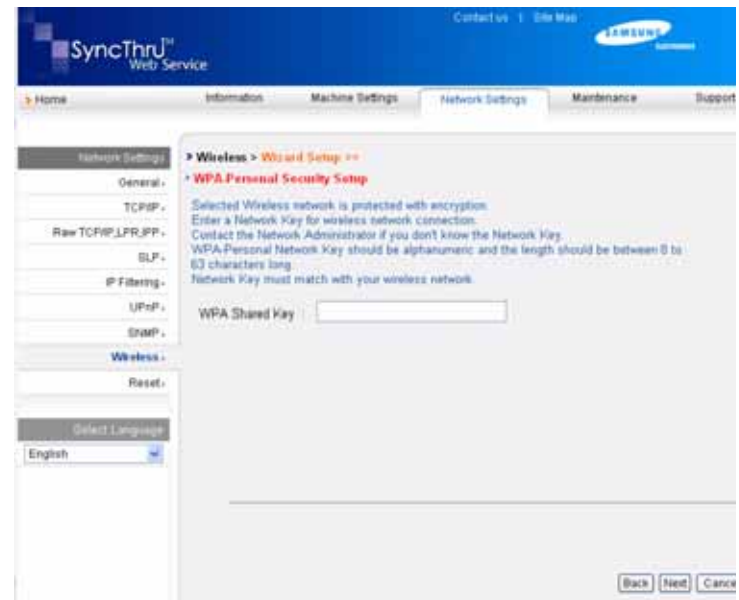 Contact us | Site Map
SAMSUNG
ELECTRONICS
SyncThru™
Web Service
Home
Information
Machine Settings
Network Settings
Maintenance
Support
Network Settings
General
TCP/IP
Raw TCP/IP,LPR,IPP
SLP
IP Filtering
UPnP
SNMP
Wireless
Reset
Select Language
English
> Wireless > Wizard Setup >>
WPA-Personal Security Setup
Selected Wireless network is protected with encryption.
Enter a Network Key for wireless network connection.
Contact the Network Administrator if you don't know the Network Key.
WPA-Personal Network Key should be alphanumeric and the length should be between 8 to
63 characters long.
Network Key must match with your wireless network.
WPA Shared Key :
Back
Next
Cance